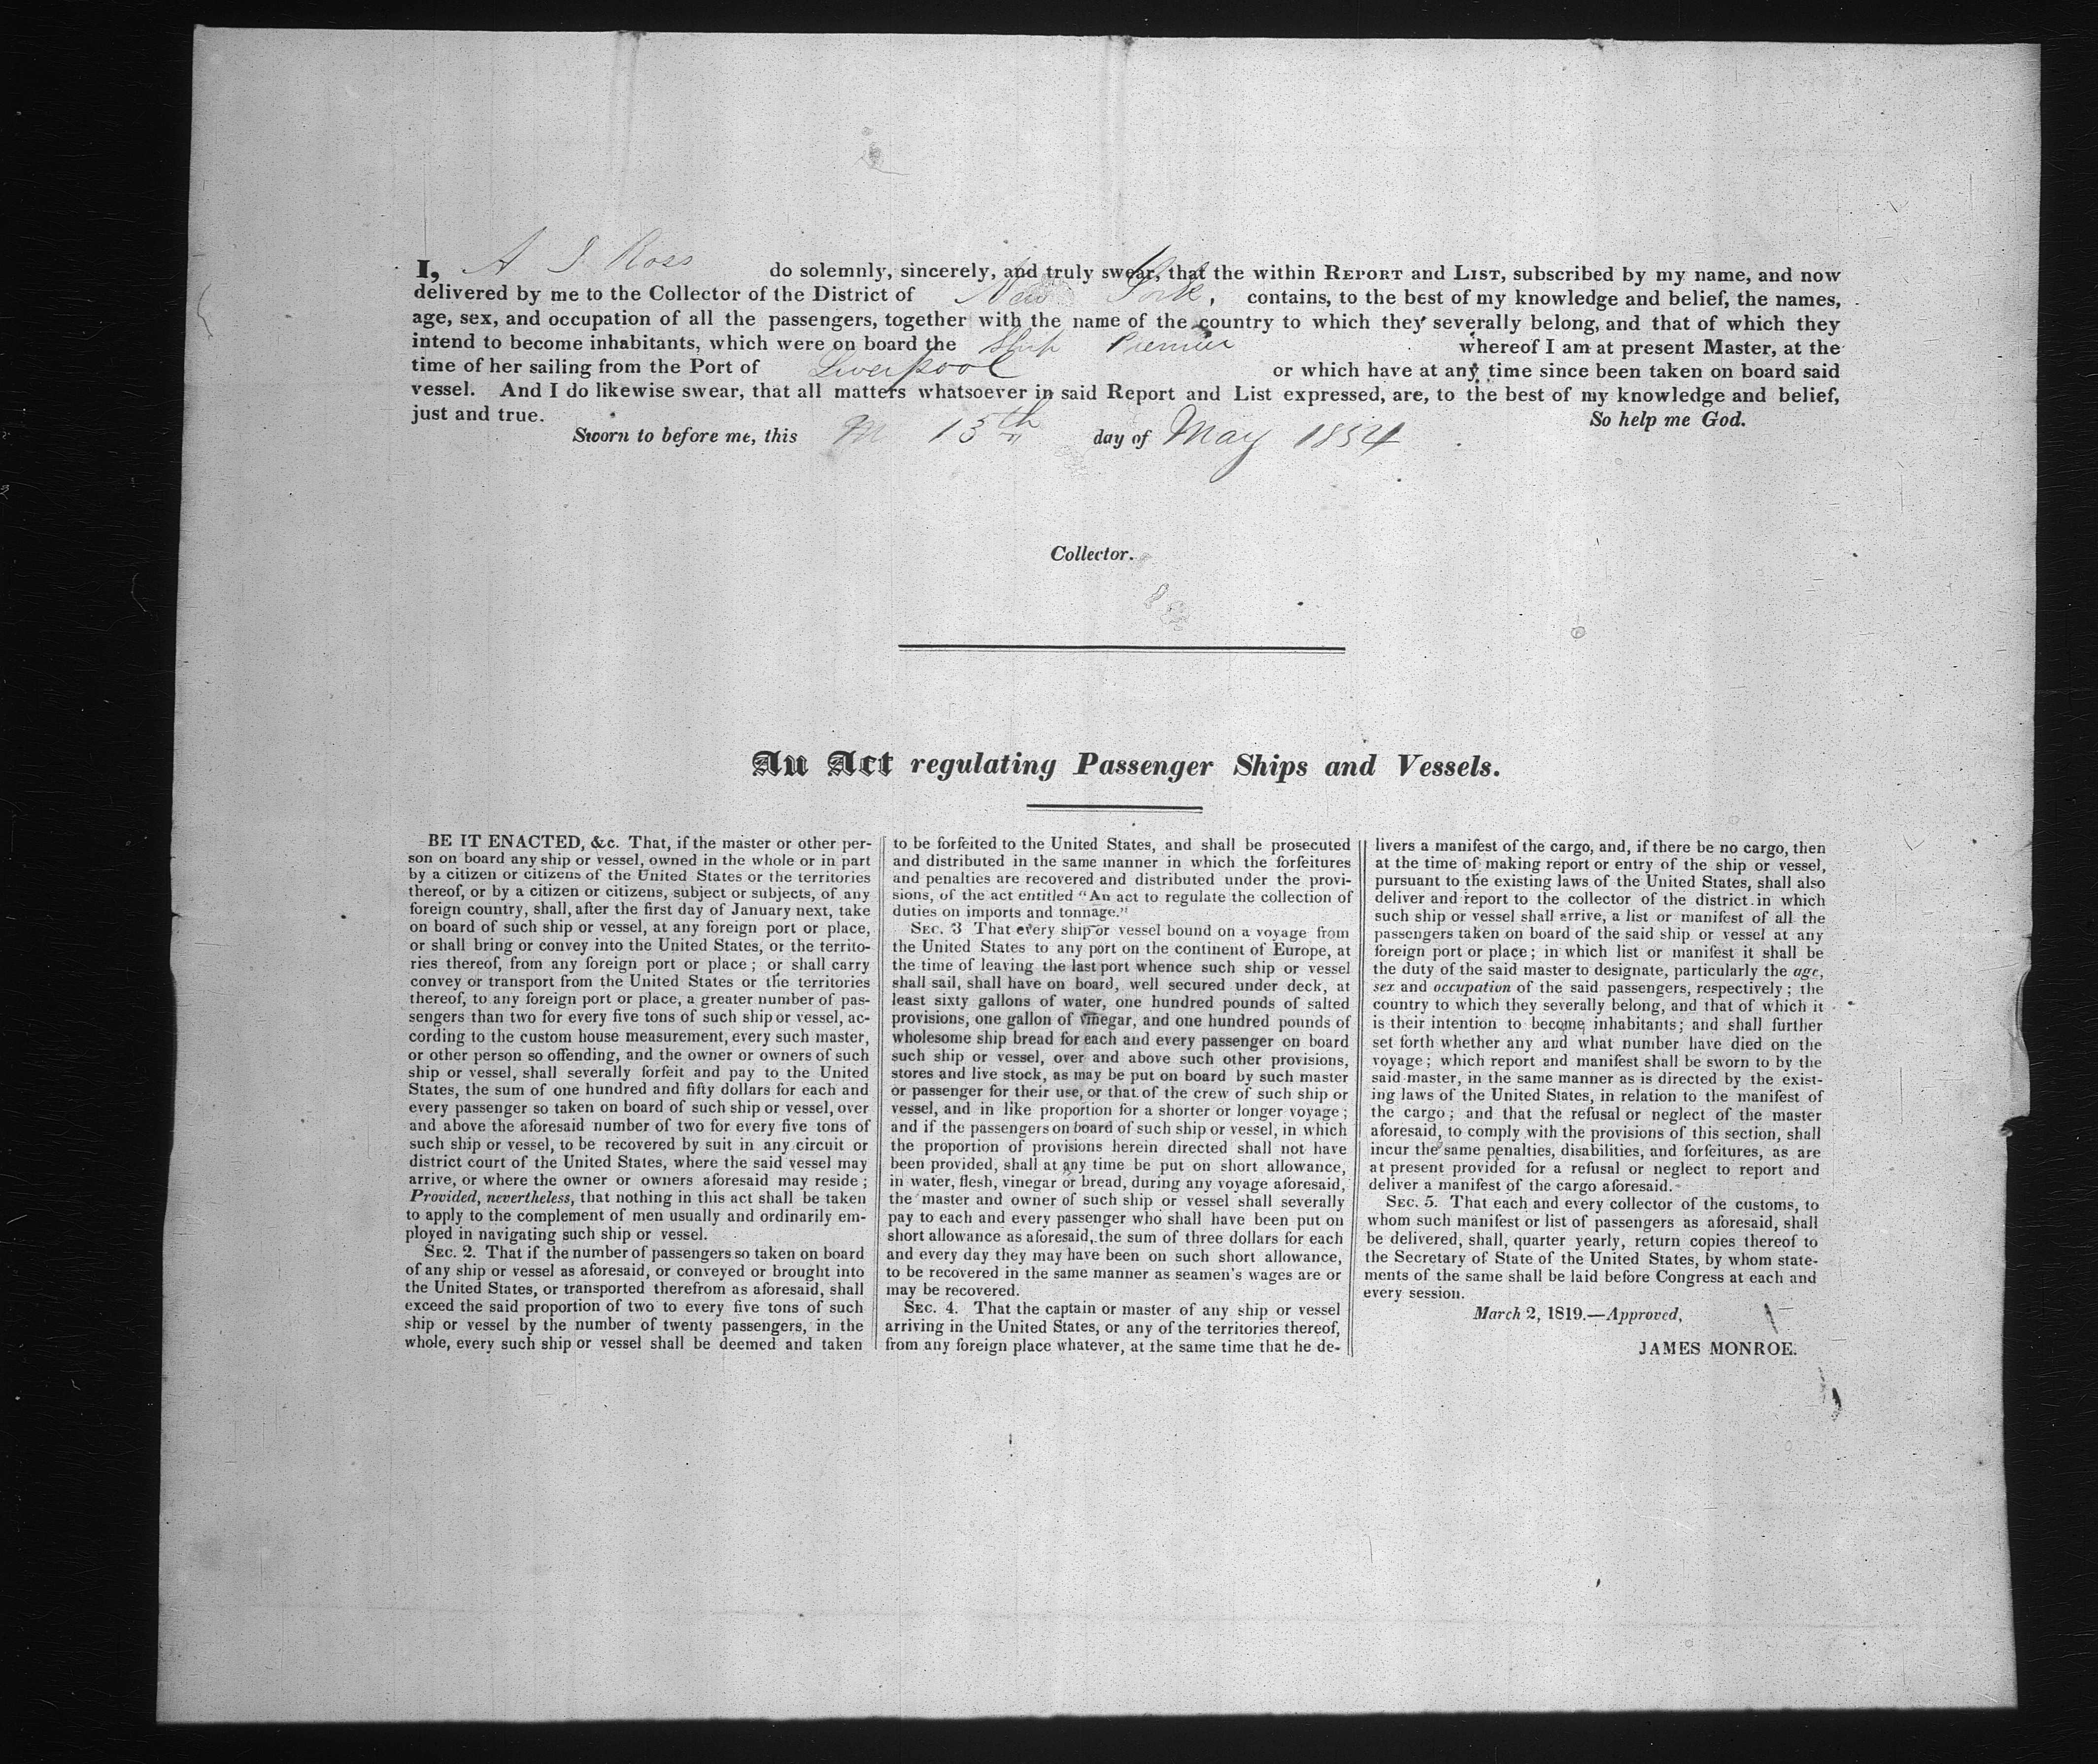 I, A S Ross do solemnly, sincerely, and truly swear, that the within REPORT and LIST, subscribed by my name, and now
delivered by me to the Collector of the District of New York, contains, to the best of my knowledge and belief, the names,
age, sex, and occupation of all the passengers, together with the name of the country to which they severally belong, and that of which they
intend to become inhabitants, which were on board the Ship Premier whereof I am at present Master, at the
time of her sailing from the Port of Liverpool or which have at any time since been taken on board said
vessel. And I do likewise swear, that all matters whatsoever in said Report and List expressed, are, to the best of my knowledge and belief,
just and true. So help me God.
Sworn to before me, this 15th day of May 1854
Collector.
An Act regulating Passenger Ships and Vessels.
BE IT ENACTED, &c. That, if the master or other per-
son on board any ship or vessel, owned in the whole or in part
by a citizen or citizens of the United States or the territories
thereof, or by a citizen or citizens, subject or subjects, of any
foreign country, shall, after the first day of January next, take
on board of such ship or vessel, at any foreign port or place,
or shall bring or convey into the United States, or the territo-
ries thereof, from any foreign port or place; or shall carry
convey or transport from the United States or the territories
thereof, to any foreign port or place, a greater number of pas-
sengers than two for every five tons of such ship or vessel, ac-
cording to the custom house measurement, every such master,
or other person so offending, and the owner or owners of such
ship or vessel, shall severally forfeit and pay to the United
States, the sum of one hundred and fifty dollars for each and
every passenger so taken on board of such ship or vessel, over
and above the aforesaid number of two for every five tons of
such ship or vessel, to be recovered by suit in any circuit or
district court of the United States, where the said vessel may
arrive, or where the owner or owners aforesaid may reside;
Provided, nevertheless, that nothing in this act shall be taken
to apply to the complement of men usually and ordinarily em-
ployed in navigating such ship or vessel.
SEC. 2. That if the number of passengers so taken on board
of any ship or vessel as aforesaid, or conveyed or brought into
the United States, or transported therefrom as aforesaid, shall
exceed the said proportion of two to every five tons of such
ship or vessel by the number of twenty passengers, in the
whole, every such ship or vessel shall be deemed and taken
to be forfeited to the United States, and shall be prosecuted
and distributed in the same manner in which the forfeitures
and penalties are recovered and distributed under the provi-
sions, of the act entitled "An act to regulate the collection of
duties on imports and tonnage."
SEC. 3 That every ship or vessel bound on a voyage from
the United States to any port on the continent of Europe, at
the time of leaving the last port whence such ship or vessel
shall sail, shall have on board, well secured under deck, at
least sixty gallons of water, one hundred pounds of salted
provisions, one gallon of vinegar, and one hundred pounds of
wholesome ship bread for each and every passenger on board
such ship or vessel, over and above such other provisions,
stores and live stock, as may be put on board by such master
or passenger for their use, or that of the crew of such ship or
vessel, and in like proportion for a shorter or longer voyage;
and if the passengers on board of such ship or vessel, in which
the proportion of provisions herein directed shall not have
been provided, shall at any time be put on short allowance,
in water, flesh, vinegar or bread, during any voyage aforesaid,
the master and owner of such ship or vessel shall severally
pay to each and every passenger who shall have been put on
short allowance as aforesaid, the sum of three dollars for each
and every day they may have been on such short allowance,
to be recovered in the same manner as seamen's wages are or
may be recovered.
SEC. 4. That the captain or master of any ship or vessel
arriving in the United States, or any of the territories thereof,
from any foreign place whatever, at the same time that he de-
livers a manifest of the cargo, and, if there be no cargo, then
at the time of making report or entry of the ship or vessel,
pursuant to the existing laws of the United States, shall also
deliver and report to the collector of the district in which
such ship or vessel shall arrive, a list or manifest of all the
passengers taken on board of the said ship or vessel at any
foreign port or place; in which list or manifest it shall be
the duty of the said master to designate, particularly the age,
sex and occupation of the said passengers, respectively; the
country to which they severally belong, and that of which it
is their intention to become inhabitants; and shall further
set forth whether any and what number have died on the
voyage; which report and manifest shall be sworn to by the
said master, in the same manner as is directed by the exist-
ing laws of the United States, in relation to the manifest of
the cargo; and that the refusal or neglect of the master
aforesaid, to comply with the provisions of this section, shall
incur the same penalties, disabilities, and forfeitures, as are
at present provided for a refusal or neglect to report and
deliver a manifest of the cargo aforesaid.
SEC. 5. That each and every collector of the customs, to
whom such manifest or list of passengers as aforesaid, shall
be delivered, shall, quarter yearly, return copies thereof to
the Secretary of State of the United States, by whom state-
ments of the same shall be laid before Congress at each and
every session.
March 2, 1819.—Approved,
JAMES MONROE.